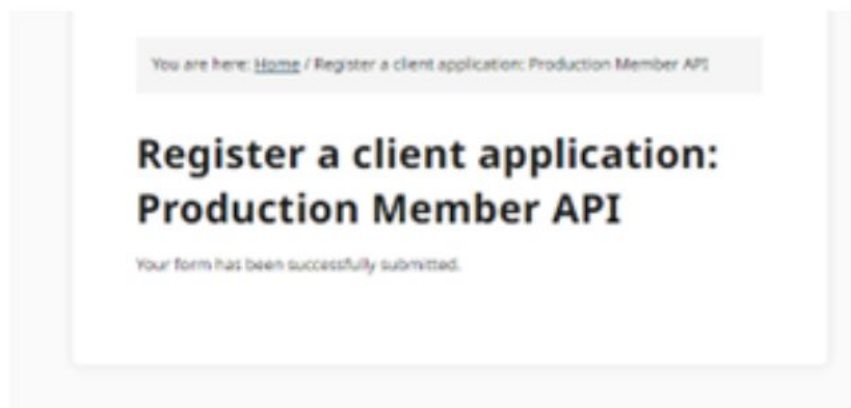 You are here: Home / Register a client application: Production Member API
Register a client application:
Production Member API
Your form has been successfully submitted.